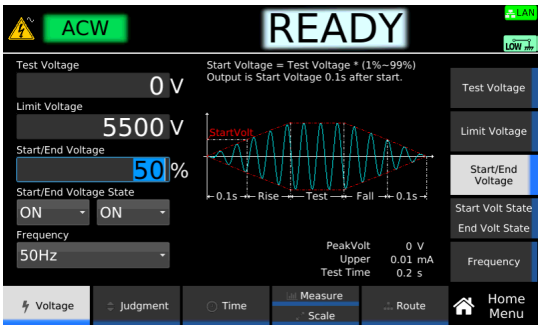 ACW
READY
LAN
LOW
Test Voltage
0 V
Limit Voltage
5500 V
Start/End Voltage
50 %
Start/End Voltage State
ON ON
Frequency
50Hz
Start Voltage = Test Voltage * (1%~99%)
Output is Start Voltage 0.1s after start.
StartVolt
0.1s Rise Test Fall 0.1s
PeakVolt 0 V
Upper 0.01 mA
Test Time 0.2 s
Test Voltage
Limit Voltage
Start/End
Voltage
Start Volt State
End Volt State
Frequency
Voltage
Judgment
Time
Measure
Scale
Route
Home
Menu